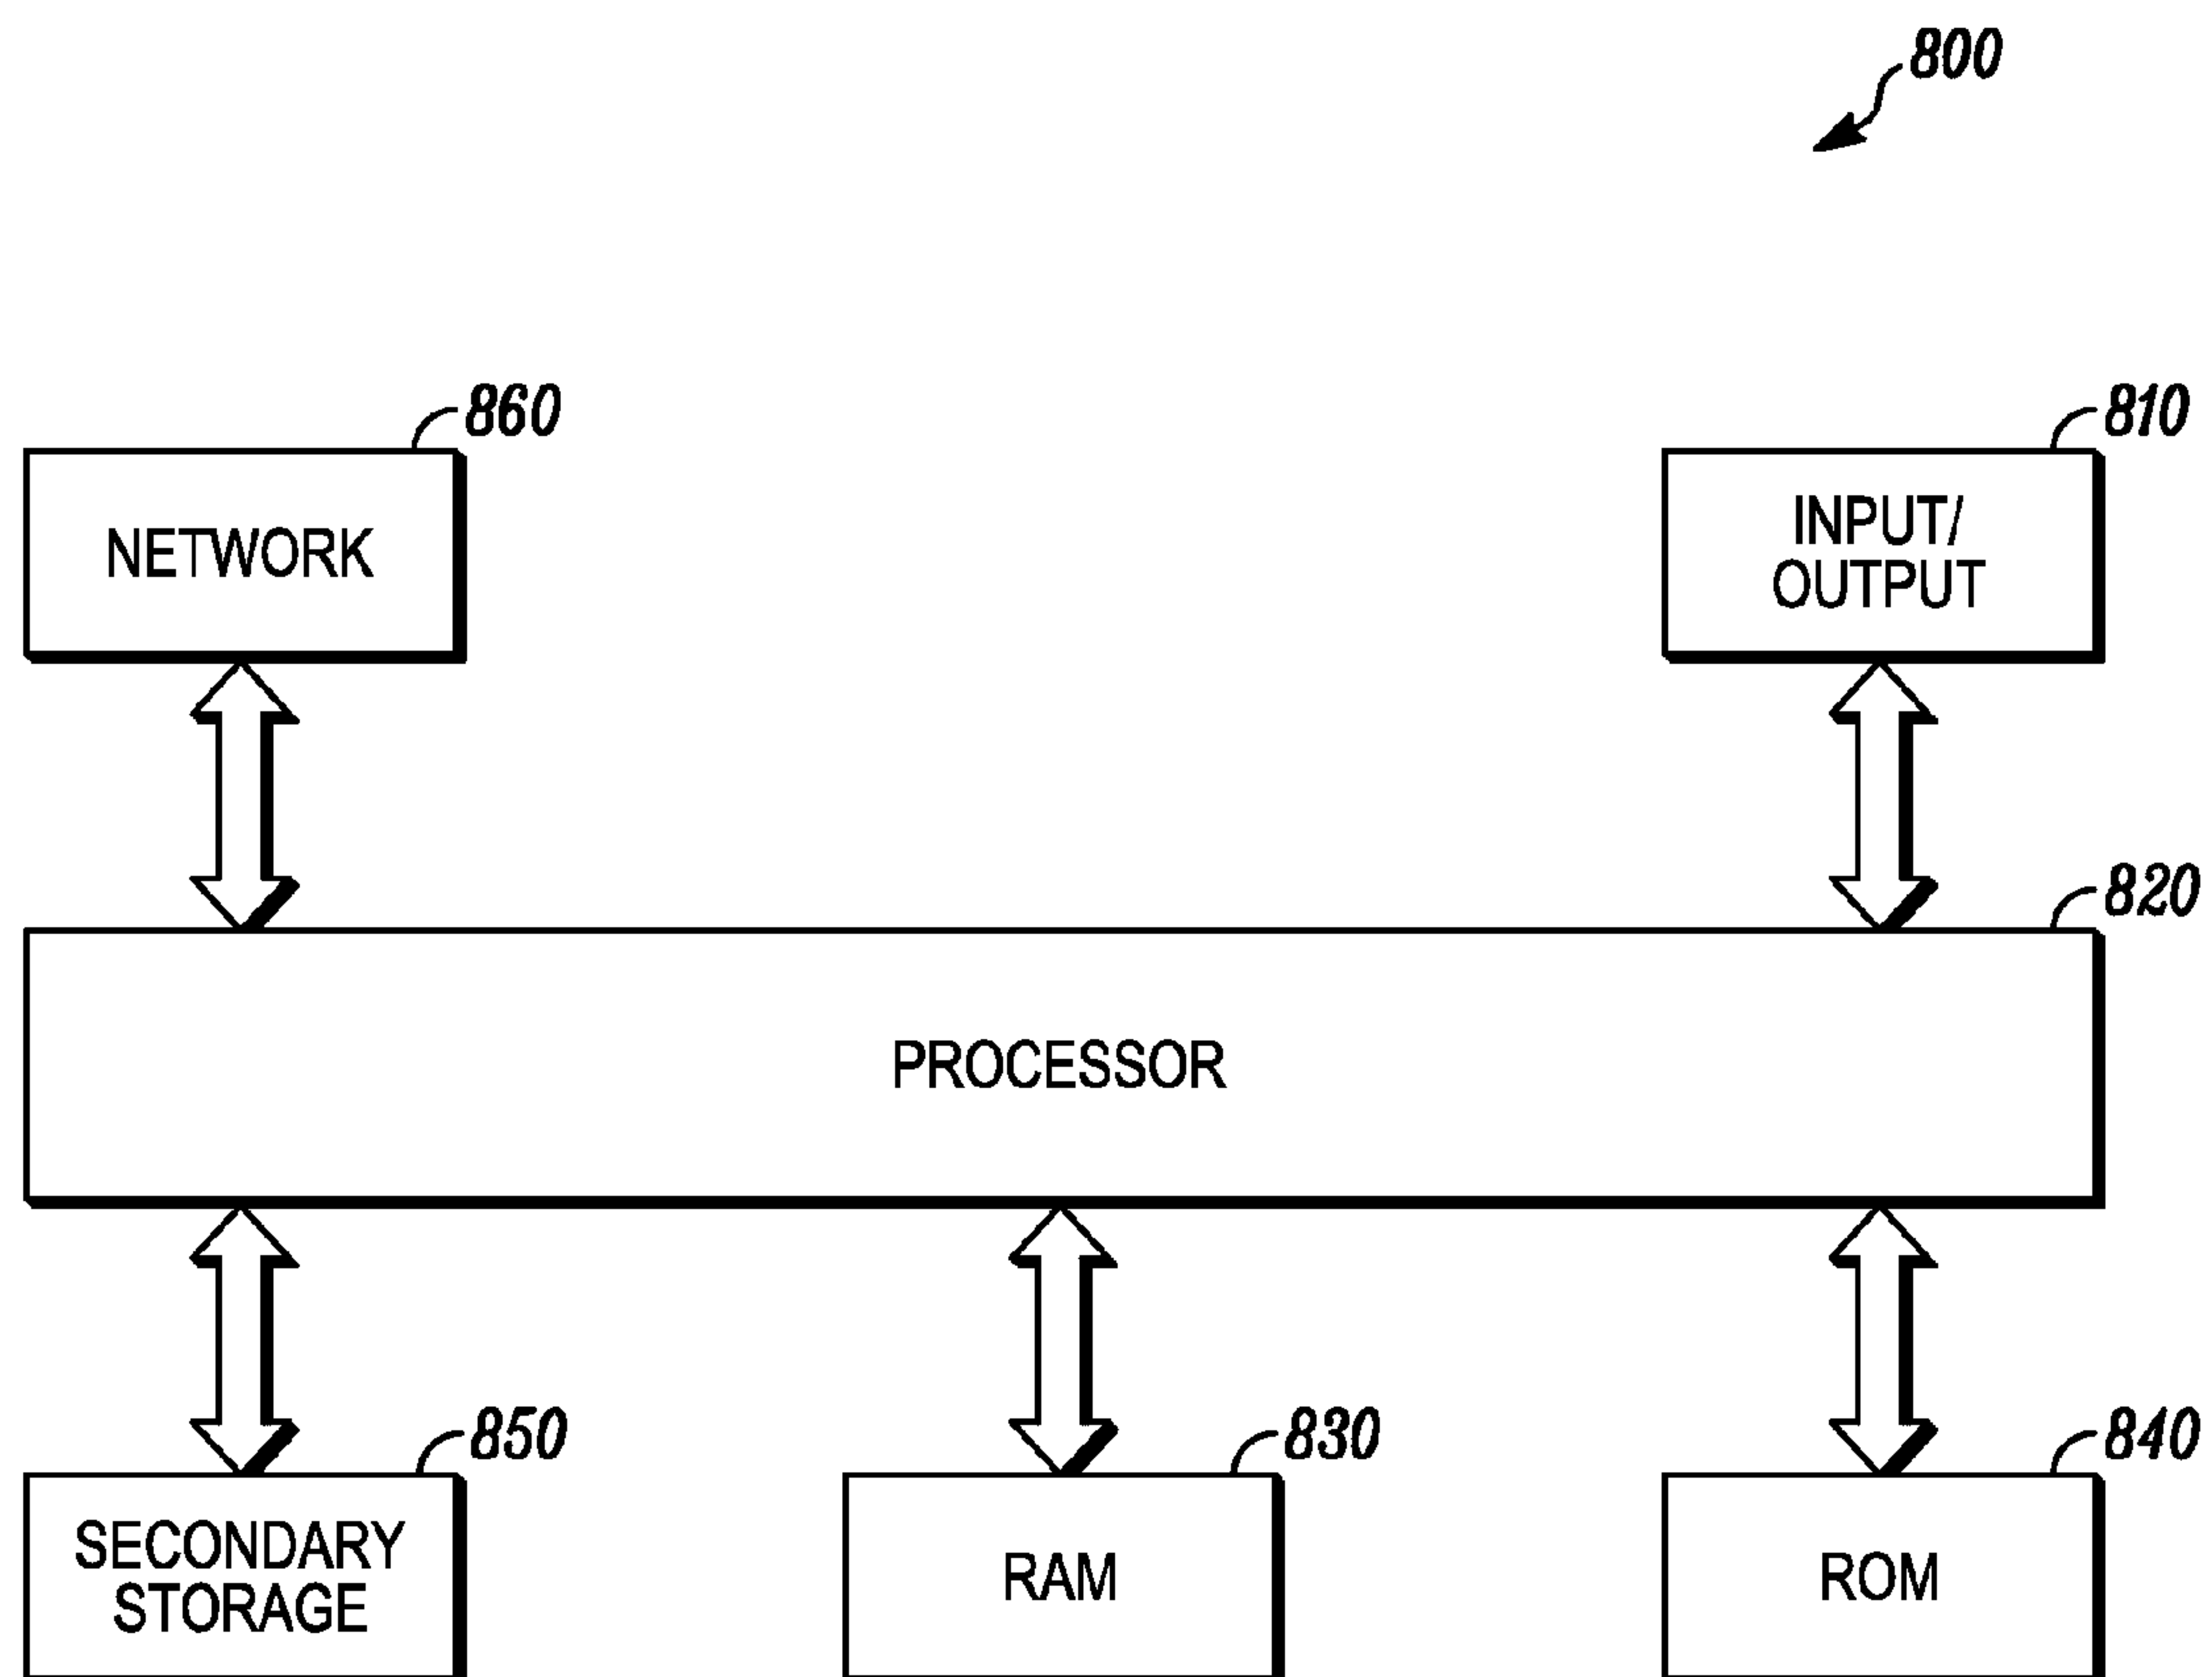 800
860
810
NETWORK
INPUT/
OUTPUT
820
PROCESSOR
850
830
840
SECONDARY
STORAGE
RAM
ROM